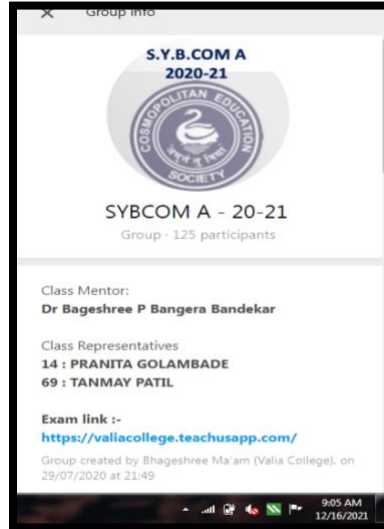 Group info
S.Y.B.COM A
2020-21
COSMOPOLITAN EDUCATION
SOCIETY
SYBCOM A - 20-21
Group · 125 participants
Class Mentor:
Dr Bageshree P Bangera Bandekar
Class Representatives
14 : PRANITA GOLAMBADE
69 : TANMAY PATIL
Exam link :-
https://valiacollege.teachusapp.com/
Group created by Bhageshree Ma'am (Valia College), on
29/07/2020 at 21:49
9:05 AM
12/16/2021